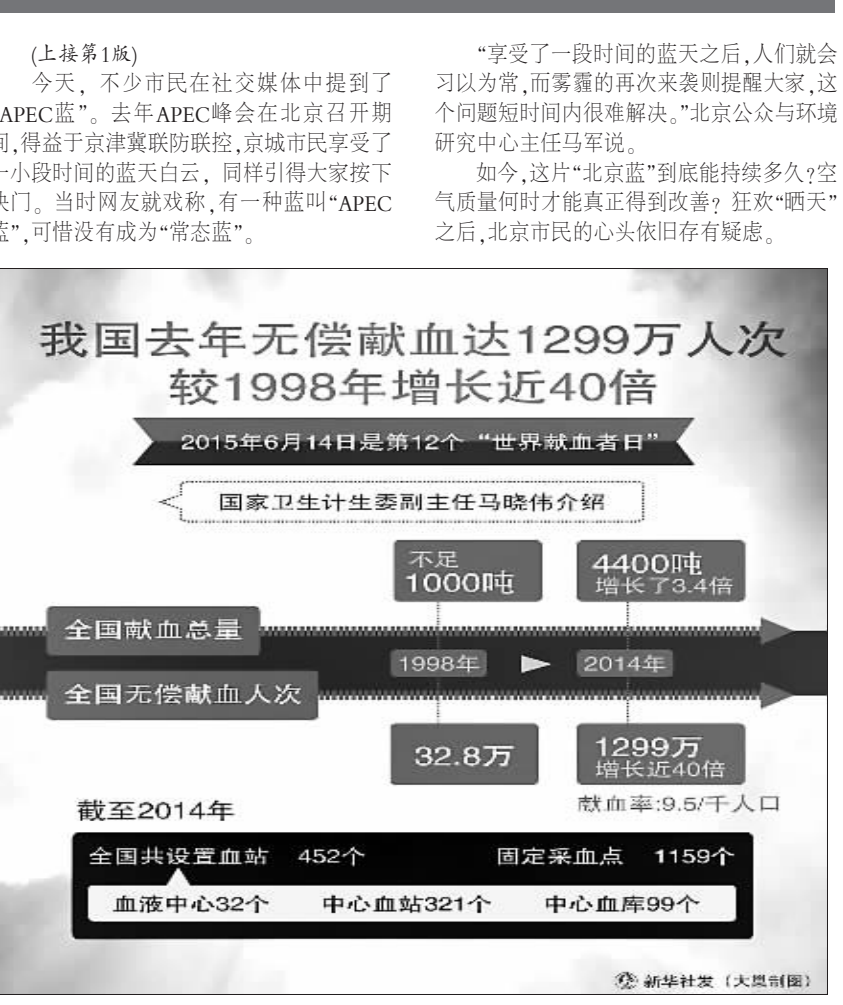 (上接第1版)
今天，不少市民在社交媒体中提到了
APEC蓝”。去年APEC峰会在北京召开期
间,得益于京津冀联防联控,京城市民享受了
一小段时间的蓝天白云，同样引得大家按下
快门。当时网友就戏称,有一种蓝叫“APEC
蓝”,可惜没有成为“常态蓝”。
“享受了一段时间的蓝天之后,人们就会
习以为常,而雾霾的再次来袭则提醒大家,这
个问题短时间内很难解决。”北京公众与环境
研究中心主任马军说。
如今,这片“北京蓝”到底能持续多久?空
气质量何时才能真正得到改善？狂欢“晒天”
之后,北京市民的心头依旧存有疑虑。
我国去年无偿献血达1299万人次
较1998年增长近40倍
2015年6月14日是第12个“世界献血者日”
国家卫生计生委副主任马晓伟介绍
不足
1000吨
4400吨
增长了3.4倍
全国献血总量
1998年
2014年
全国无偿献血人次
32.8万
1299万
增长近40倍
献血率:9.5/千人口
截至2014年
全国共设置血站 452个 固定采血点 1159个
血液中心32个 中心血站321个 中心血库99个
新华社发（大巢制图）